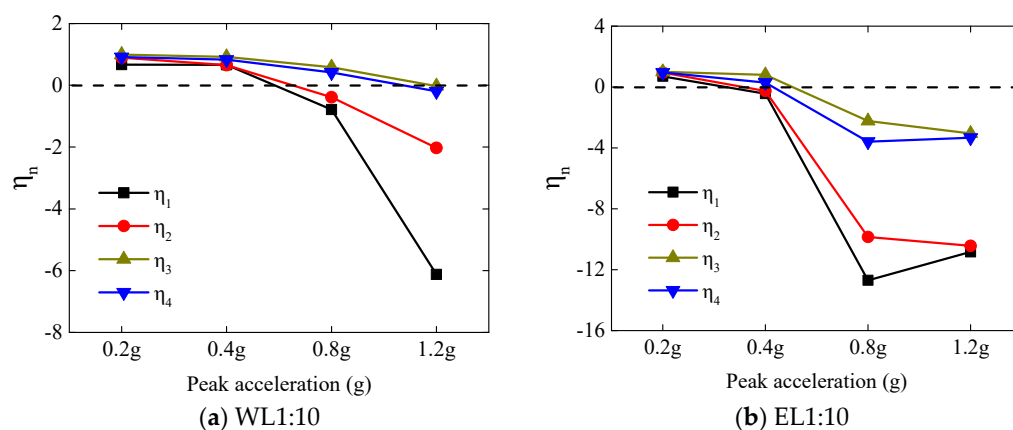 2
0
-2
-4
-6
-8
ηn
η1
η2
η3
η4
0.2g 0.4g 0.8g 1.2g
Peak acceleration (g)
(a) WL1:10
4
0
-4
-8
-12
-16
ηn
η1
η2
η3
η4
0.2g 0.4g 0.8g 1.2g
Peak acceleration (g)
(b) EL1:10